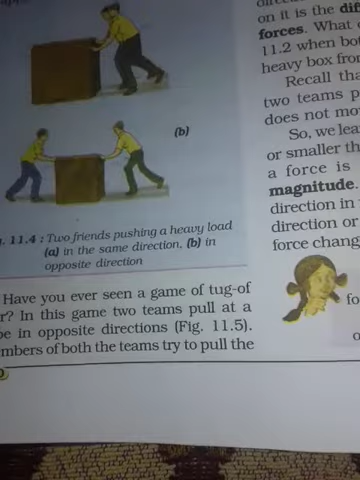 (b)
11.4 : Two friends pushing a heavy load
(a) in the same direction, (b) in
opposite direction
Have you ever seen a game of tug-of
r? In this game two teams pull at a
pe in opposite directions (Fig. 11.5).
mbers of both the teams try to pull the
on it is the dif
forces. What
11.2 when bot
heavy box fro
Recall tha
two teams p
does not mo
So, we lea
or smaller th
a force is
magnitude.
direction in
direction or
force chang
fo